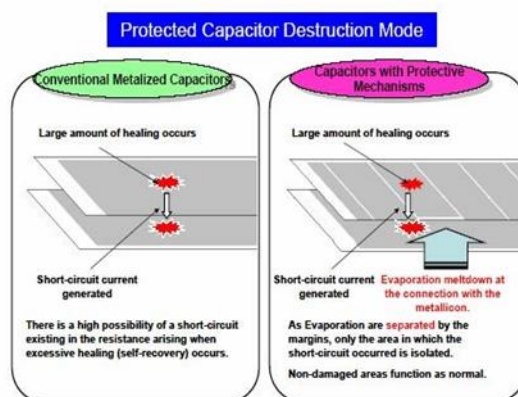 Protected Capacitor Destruction Mode
Conventional Metalized Capacitors
Large amount of healing occurs
Short-circuit current
generated
There is a high possibility of a short-circuit
existing in the resistance arising when
excessive healing (self-recovery) occurs.
Capacitors with Protective
Mechanisms
Large amount of healing occurs
Short-circuit current
generated
Evaporation meltdown at
the connection with the
metallicon.
As Evaporation are separated by the
margins, only the area in which the
short-circuit occurred is isolated.
Non-damaged areas function as normal.